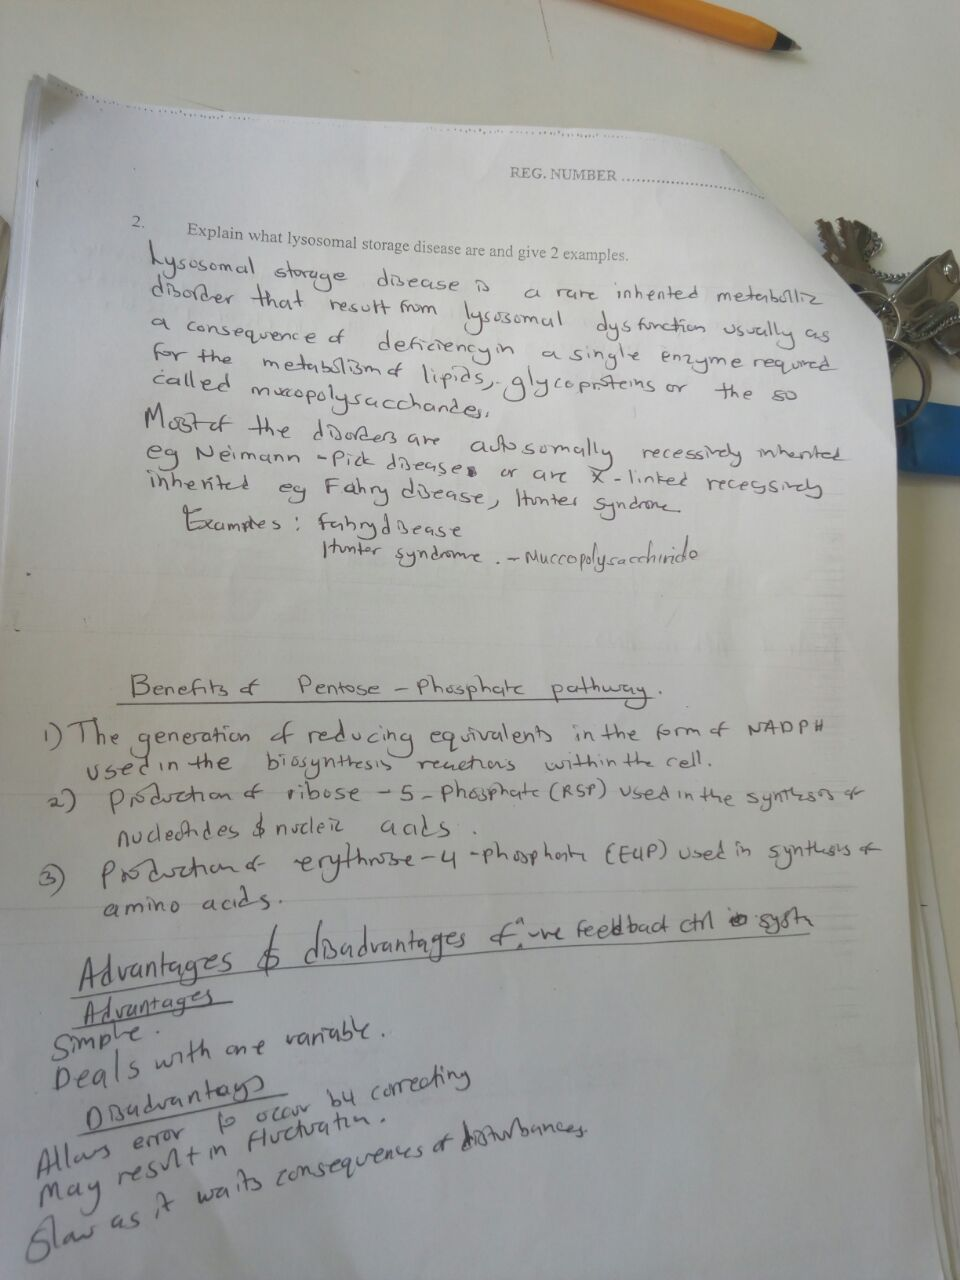 REG. NUMBER ..............................
2. Explain what lysosomal storage disease are and give 2 examples.
Lysosomal storage disease is a rare inherited metabolic
disorder that result from lysosomal dysfunction usually as
a consequence of deficiency in a single enzyme required
for the metabolism of lipids, glycoproteins or the so
called mucopolysaccharides.
Most of the disorders are autosomally recessively inherited
eg Neimann - Pick disease or are X - linked recessively
inherited eg Fabry disease, Hunter syndrome
Examples : Fabry disease
Hunter syndrome. - Muccopolysaccharide
Benefits of Pentose - Phosphate pathway.
1) The generation of reducing equivalents in the form of NADPH
used in the biosynthesis reactions within the cell.
2) Production of ribose - 5 - Phosphate (R5P) used in the synthesis of
nucleotides & nucleic acids.
3) Production of erythrose - 4 - phosphate (E4P) used in synthesis of
amino acids.
Advantages & disadvantages of -ve feedback ctrl syst
Advantages
Simple.
Deals with one variable.
Disadvantages
Allows error to occur b4 correcting
May result in fluctuation.
Slow as it waits consequences of disturbances.